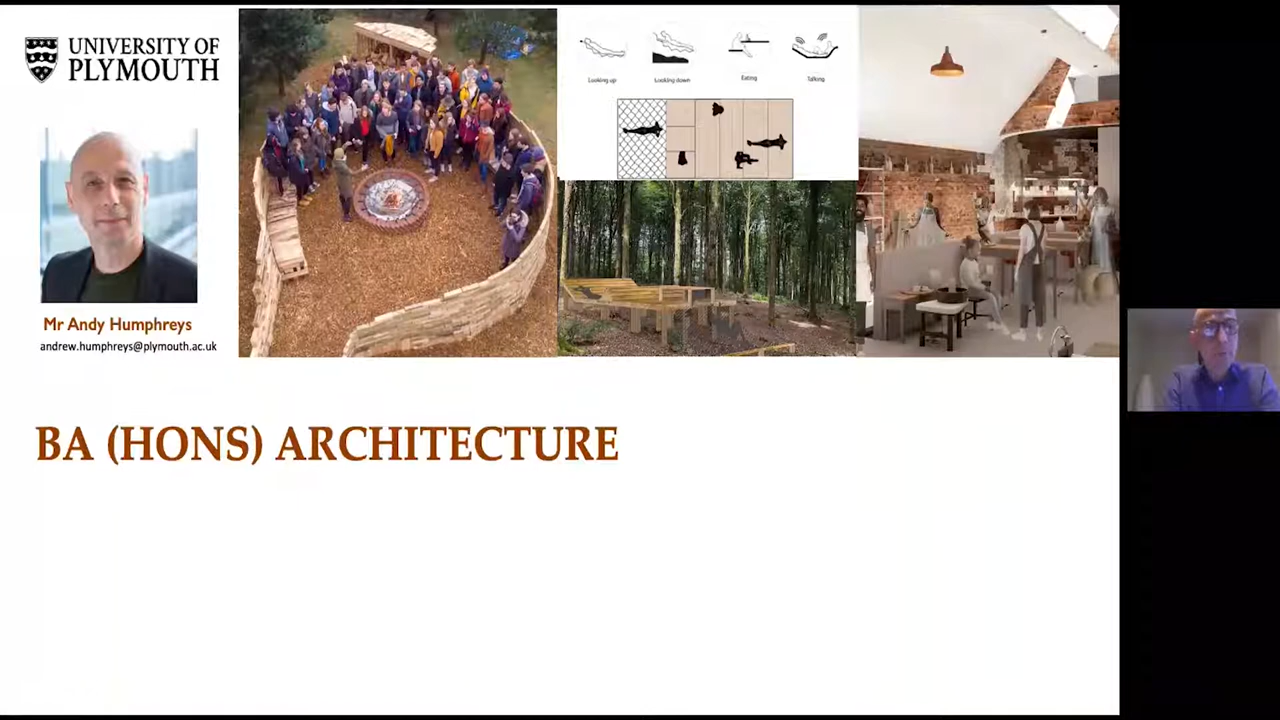 UNIVERSITY OF
PLYMOUTH
Mr Andy Humphreys
andrew.humphreys@plymouth.ac.uk
Looking up
Looking down
Eating
Talking
BA (HONS) ARCHITECTURE